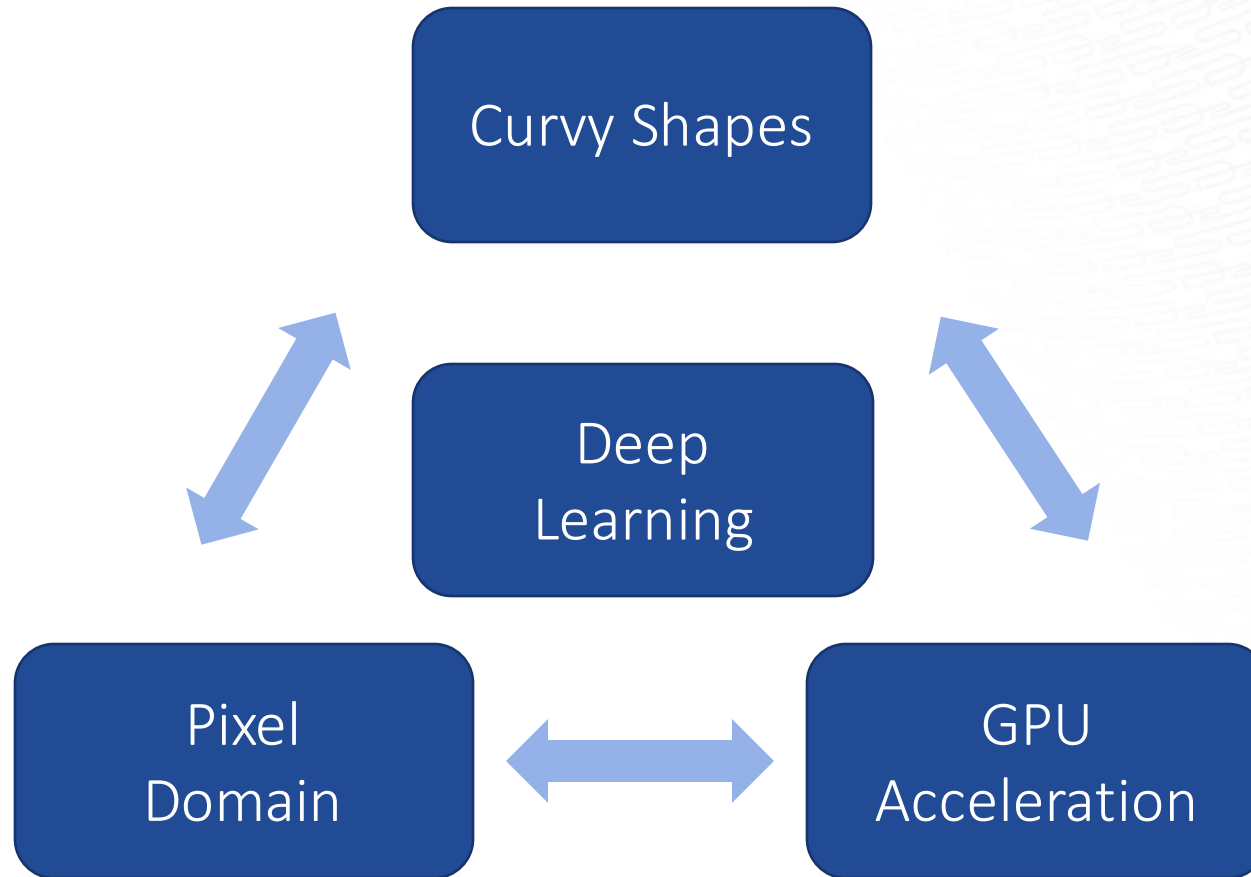 Curvy Shapes
Deep
Learning
Pixel
Domain
GPU
Acceleration